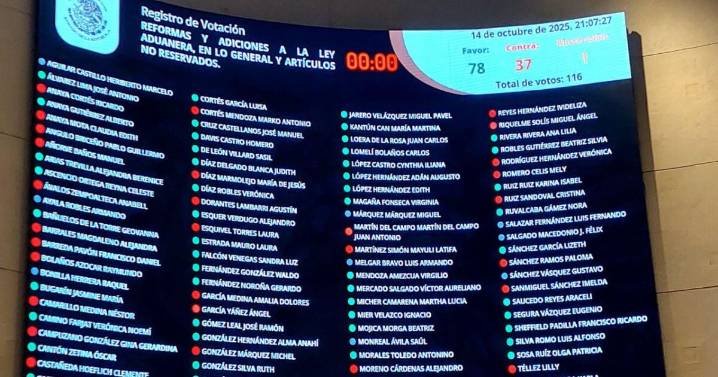 Registro de Votación
REFORMAS Y ADICIONES A LA LEY
ADUANERA, EN LO GENERAL Y ARTÍCULOS
NO RESERVADOS.
00:00
14 de octubre de 2025, 21:07:27
Favor: Contra:
78 37 1
Total de votos: 116
AGUILAR CASTILLO HERIBERTO MARCELO
ÁLVAREZ LIMA JOSÉ ANTONIO
ANAYA CORTÉS RICARDO
ANAYA GUTIÉRREZ ALBERTO
ANAYA MOTA CLAUDIA EDITH
ANGULO BRICEÑO PABLO GUILLERMO
AÑORVE BAÑOS MANUEL
ARIAS TREVILLA ALEJANDRA BERENICE
ASCENCIO ORTEGA REYNA CELESTE
ÁVALOS ZEMPOALTECA ANABELL
AYALA ROBLES ARMANDO
BAÑUELOS DE LA TORRE GEOVANNA
BARRALES MAGDALENO ALEJANDRA
BARREDA PAVÓN FRANCISCO DANIEL
BOLAÑOS AZOCAR RAYMUNDO
BONILLA HERRERA RAQUEL
BUGARÍN JASMINE MARÍA
CAMARILLO MEDINA NÉSTOR
CAMINO FARJAT VERÓNICA NOEMÍ
CAMPUZANO GONZÁLEZ GINA GERARDINA
CANTÓN ZETINA ÓSCAR
CASTAÑEDA HOEFLICH CLEMENTE
CORTÉS GARCÍA LUISA
CORTÉS MENDOZA MARKO ANTONIO
CRUZ CASTELLANOS JOSÉ MANUEL
DAVIS CASTRO HOMERO
DE LEÓN VILLARD SASIL
DÍAZ DELGADO BLANCA JUDITH
DÍAZ MARMOLEJO MARÍA DE JESÚS
DÍAZ ROBLES VERÓNICA
DORANTES LAMBARRI AGUSTÍN
ESQUER VERDUGO ALEJANDRO
ESQUIVEL TORRES LAURA
ESTRADA MAURO LAURA
FALCÓN VENEGAS SANDRA LUZ
FERNÁNDEZ GONZÁLEZ WALDO
FERNÁNDEZ NOROÑA GERARDO
GARCÍA MEDINA AMALIA DOLORES
GARCÍA YÁÑEZ ÁNGEL
GÓMEZ LEAL JOSÉ RAMÓN
GONZÁLEZ HERNÁNDEZ ALMA ANAHÍ
GONZÁLEZ MÁRQUEZ MICHEL
GONZÁLEZ SILVA RUTH
JARERO VELÁZQUEZ MIGUEL PAVEL
KANTÚN CAN MARÍA MARTINA
LOERA DE LA ROSA JUAN CARLOS
LOMELÍ BOLAÑOS CARLOS
LÓPEZ CASTRO CYNTHIA ILIANA
LÓPEZ HERNÁNDEZ ADÁN AUGUSTO
LÓPEZ HERNÁNDEZ EDITH
MAGAÑA FONSECA VIRGINIA
MÁRQUEZ MÁRQUEZ MIGUEL
MARTÍN DEL CAMPO MARTÍN DEL CAMPO
JUAN ANTONIO
MARTÍNEZ SIMÓN MAYULI LATIFA
MELGAR BRAVO LUIS ARMANDO
MENDOZA AMEZCUA VIRGILIO
MERCADO SALGADO VÍCTOR AURELIANO
MICHER CAMARENA MARTHA LUCIA
MIER VELAZCO IGNACIO
MOJICA MORGA BEATRIZ
MONREAL ÁVILA SAÚL
MORALES TOLEDO ANTONINO
MORENO CÁRDENAS ALEJANDRO
REYES HERNÁNDEZ IVIDELIZA
RIQUELME SOLÍS MIGUEL ÁNGEL
RIVERA RIVERA ANA LILIA
ROBLES GUTIÉRREZ BEATRIZ SILVIA
RODRÍGUEZ HERNÁNDEZ VERÓNICA
ROMERO CELIS MELY
RUIZ RUIZ KARINA ISABEL
RUIZ SANDOVAL CRISTINA
RUVALCABA GÁMEZ NORA
SALAZAR FERNÁNDEZ LUIS FERNANDO
SALGADO MACEDONIO J. FÉLIX
SÁNCHEZ GARCÍA LIZETH
SÁNCHEZ RAMOS PALOMA
SÁNCHEZ VÁSQUEZ GUSTAVO
SANMIGUEL SÁNCHEZ IMELDA
SAUCEDO REYES ARACELI
SEGURA VÁZQUEZ EUGENIO
SHEFFIELD PADILLA FRANCISCO RICARDO
SILVA ROMO LUIS ALFONSO
SOSA RUÍZ OLGA PATRICIA
TÉLLEZ LILLY